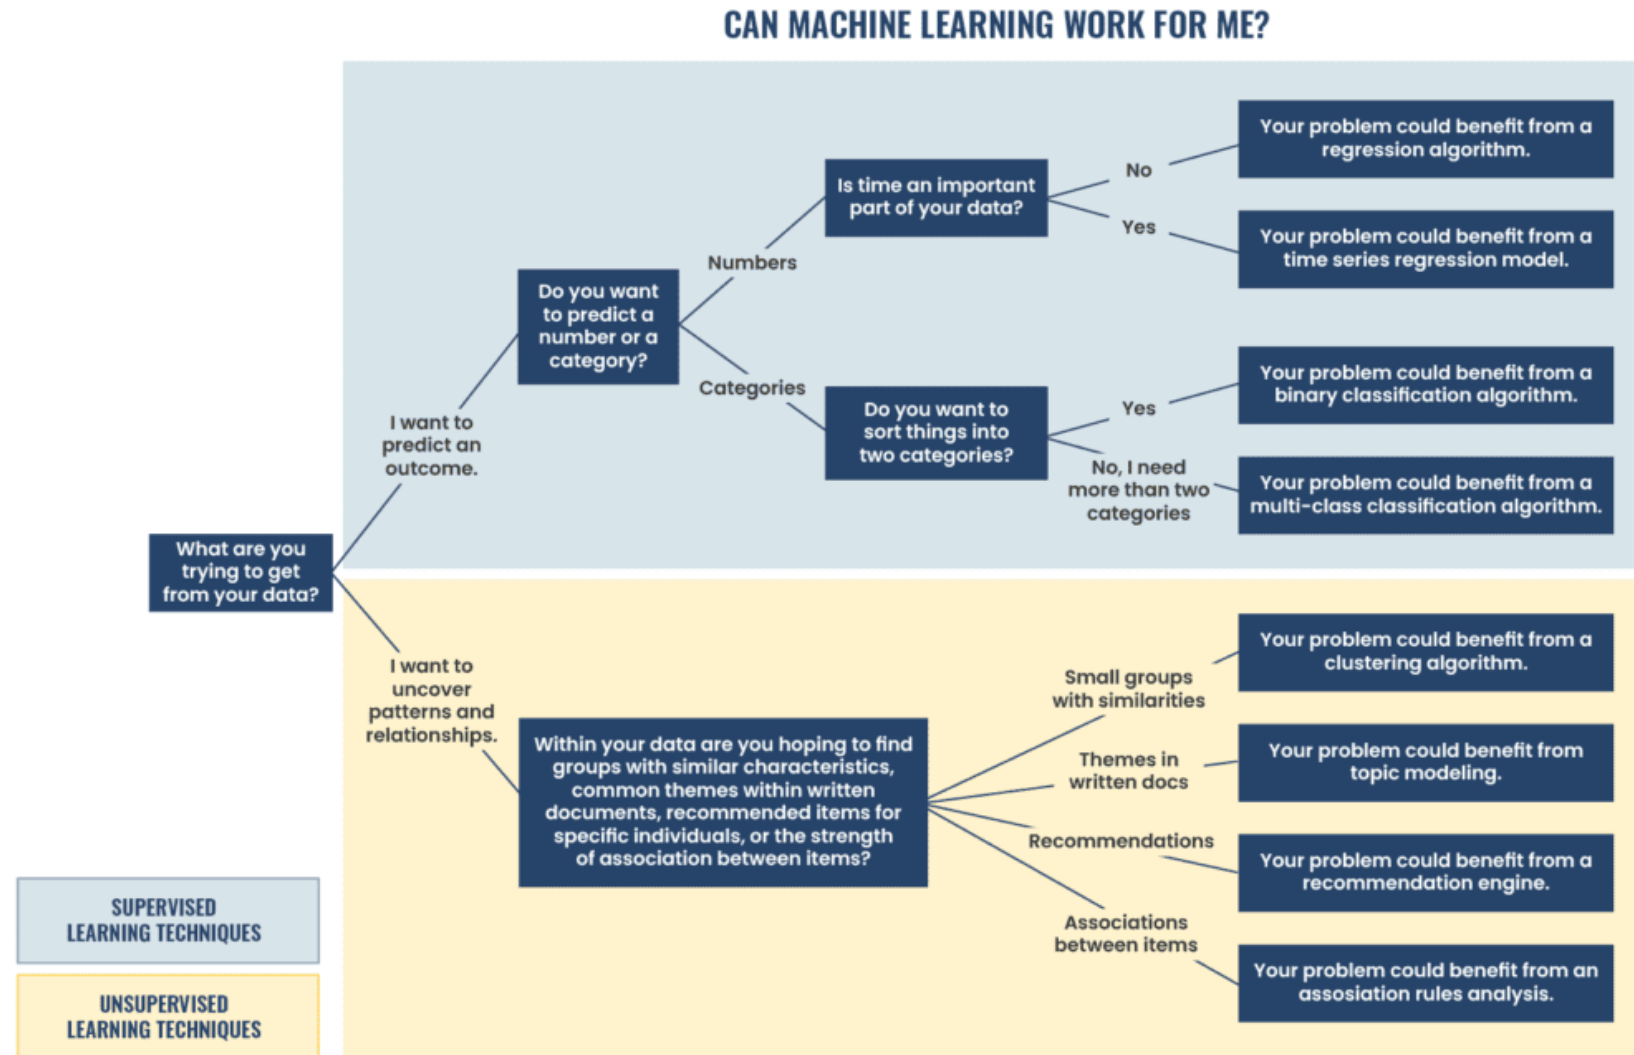 CAN MACHINE LEARNING WORK FOR ME?
What are you
trying to get
from your data?
I want to
predict an
outcome.
Do you want
to predict a
number or a
category?
Numbers
Is time an important
part of your data?
No
Your problem could benefit from a
regression algorithm.
Yes
Your problem could benefit from a
time series regression model.
Categories
Do you want to
sort things into
two categories?
Yes
Your problem could benefit from a
binary classification algorithm.
No, I need
more than two
categories
Your problem could benefit from a
multi-class classification algorithm.
I want to
uncover
patterns and
relationships.
Within your data are you hoping to find
groups with similar characteristics,
common themes within written
documents, recommended items for
specific individuals, or the strength
of association between items?
Small groups
with similarities
Your problem could benefit from a
clustering algorithm.
Themes in
written docs
Your problem could benefit from
topic modeling.
Recommendations
Your problem could benefit from a
recommendation engine.
Associations
between items
Your problem could benefit from an
assosiation rules analysis.
SUPERVISED
LEARNING TECHNIQUES
UNSUPERVISED
LEARNING TECHNIQUES